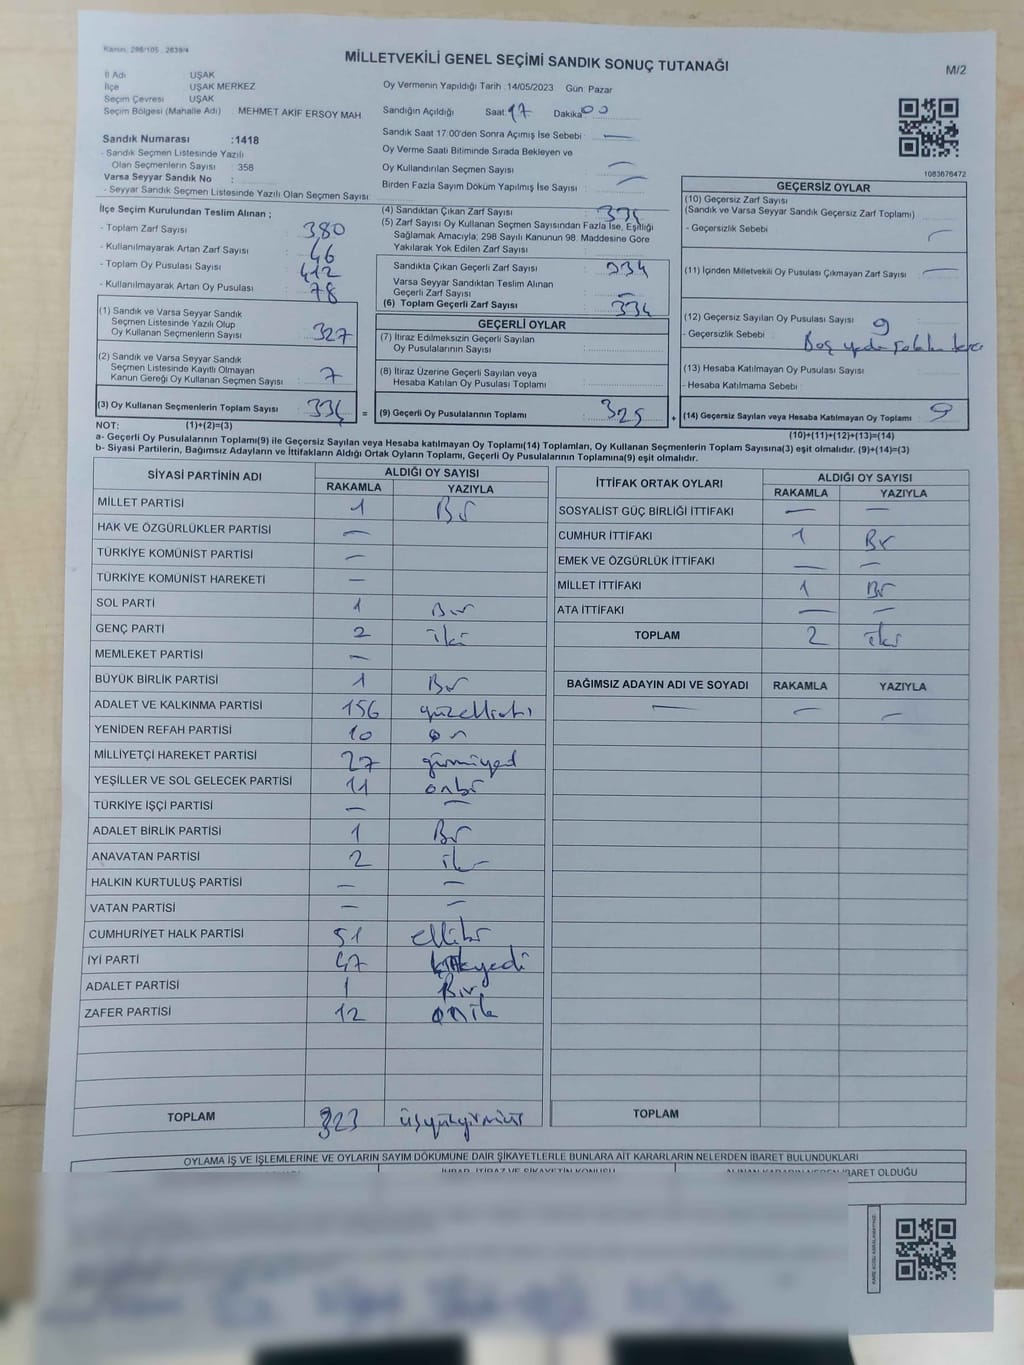 Kanun: 298/105 , 2839/4
MİLLETVEKİLİ GENEL SEÇİMİ SANDIK SONUÇ TUTANAĞI
M/2
İl Adı : UŞAK
İlçe : UŞAK MERKEZ
Seçim Çevresi : UŞAK
Seçim Bölgesi (Mahalle Adı) : MEHMET AKİF ERSOY MAH.
Sandık Numarası :1418
- Sandık Seçmen Listesinde Yazılı
Olan Seçmenlerin Sayısı : 358
Varsa Seyyar Sandık No :
- Seyyar Sandık Seçmen Listesinde Yazılı Olan Seçmen Sayısı:
Oy Vermenin Yapıldığı Tarih :14/05/2023 Gün: Pazar
Sandığın Açıldığı Saat:17 Dakika:00
Sandık Saat 17:00'den Sonra Açımış İse Sebebi : —
Oy Verme Saati Bitiminde Sırada Bekleyen ve
Oy Kullandırılan Seçmen Sayısı : —
Birden Fazla Sayım Döküm Yapılmış İse Sayısı : —
1083676472
İlçe Seçim Kurulundan Teslim Alınan ;
- Toplam Zarf Sayısı : 380
- Kullanılmayarak Artan Zarf Sayısı : 46
- Toplam Oy Pusulası Sayısı : 412
- Kullanılmayarak Artan Oy Pusulası : 78
(1) Sandık ve Varsa Seyyar Sandık
Seçmen Listesinde Yazılı Olup
Oy Kullanan Seçmenlerin Sayısı : 327
(2) Sandık ve Varsa Seyyar Sandık
Seçmen Listesinde Kayıtlı Olmayan
Kanun Gereği Oy Kullanan Seçmen Sayısı : 7
(3) Oy Kullanan Seçmenlerin Toplam Sayısı : 334 =
(4) Sandıktan Çıkan Zarf Sayısı : 334
(5) Zarf Sayısı Oy Kullanan Seçmen Sayısından Fazla İse, Eşitliği
Sağlamak Amacıyla; 298 Sayılı Kanunun 98. Maddesine Göre
Yakılarak Yok Edilen Zarf Sayısı :
Sandıkta Çıkan Geçerli Zarf Sayısı : 334
Varsa Seyyar Sandıktan Teslim Alınan
Geçerli Zarf Sayısı : —
(6) Toplam Geçerli Zarf Sayısı : 334
GEÇERLİ OYLAR
(7) İtiraz Edilmeksizin Geçerli Sayılan
Oy Pusulalarının Sayısı :
(8) İtiraz Üzerine Geçerli Sayılan veya
Hesaba Katılan Oy Pusulası Toplamı :
(9) Geçerli Oy Pusulalarının Toplamı : 325 +
GEÇERSİZ OYLAR
(10) Geçersiz Zarf Sayısı
(Sandık ve Varsa Seyyar Sandık Geçersiz Zarf Toplamı) :
- Geçersizlik Sebebi : —
(11) İçinden Milletvekili Oy Pusulası Çıkmayan Zarf Sayısı : —
(12) Geçersiz Sayılan Oy Pusulası Sayısı : 9
- Geçersizlik Sebebi : Boş
(13) Hesaba Katılmayan Oy Pusulası Sayısı :
- Hesaba Katılmama Sebebi :
(14) Geçersiz Sayılan veya Hesaba Katılmayan Oy Toplamı : 9
NOT: (1)+(2)=(3) (10)+(11)+(12)+(13)=(14)
a- Geçerli Oy Pusulalarının Toplamı(9) ile Geçersiz Sayılan veya Hesaba katılmayan Oy Toplamı(14) Toplamları, Oy Kullanan Seçmenlerin Toplam Sayısına(3) eşit olmalıdır. (9)+(14)=(3)
b- Siyasi Partilerin, Bağımsız Adayların ve İttifakların Aldığı Ortak Oyların Toplamı, Geçerli Oy Pusulalarının Toplamına(9) eşit olmalıdır.
SİYASİ PARTİNİN ADI ALDIĞI OY SAYISI
RAKAMLA YAZIYLA
MİLLET PARTİSİ 1 Bir
HAK VE ÖZGÜRLÜKLER PARTİSİ —
TÜRKİYE KOMÜNİST PARTİSİ —
TÜRKİYE KOMÜNİST HAREKETİ —
SOL PARTİ 1 Bir
GENÇ PARTİ 2 iki
MEMLEKET PARTİSİ —
BÜYÜK BİRLİK PARTİSİ 1 Bir
ADALET VE KALKINMA PARTİSİ 156 yüzellialtı
YENİDEN REFAH PARTİSİ 10 on
MİLLİYETÇİ HAREKET PARTİSİ 27 yirmiyedi
YEŞİLLER VE SOL GELECEK PARTİSİ 11 onbir
TÜRKİYE İŞÇİ PARTİSİ — —
ADALET BİRLİK PARTİSİ 1 Bir
ANAVATAN PARTİSİ 2 iki
HALKIN KURTULUŞ PARTİSİ — —
VATAN PARTİSİ — —
CUMHURİYET HALK PARTİSİ 51 ellibir
İYİ PARTİ 47 kırkyedi
ADALET PARTİSİ 1 Bir
ZAFER PARTİSİ 12 oniki
TOPLAM 323 üçyüzyirmiüç
İTTİFAK ORTAK OYLARI ALDIĞI OY SAYISI
RAKAMLA YAZIYLA
SOSYALİST GÜÇ BİRLİĞİ İTTİFAKI — —
CUMHUR İTTİFAKI 1 Bir
EMEK VE ÖZGÜRLÜK İTTİFAKI — —
MİLLET İTTİFAKI 1 Bir
ATA İTTİFAKI — —
TOPLAM 2 iki
BAĞIMSIZ ADAYIN ADI VE SOYADI RAKAMLA YAZIYLA
— — —
TOPLAM
OYLAMA İŞ VE İŞLEMLERİNE VE OYLARIN SAYIM DÖKÜMÜNE DAİR ŞİKAYETLERLE BUNLARA AİT KARARLARIN NELERDEN İBARET BULUNDUKLARI
İHBAR, İTİRAZ VE ŞİKAYETİN KONUSU ALINAN KARARIN NEDEN İBARET OLDUĞU